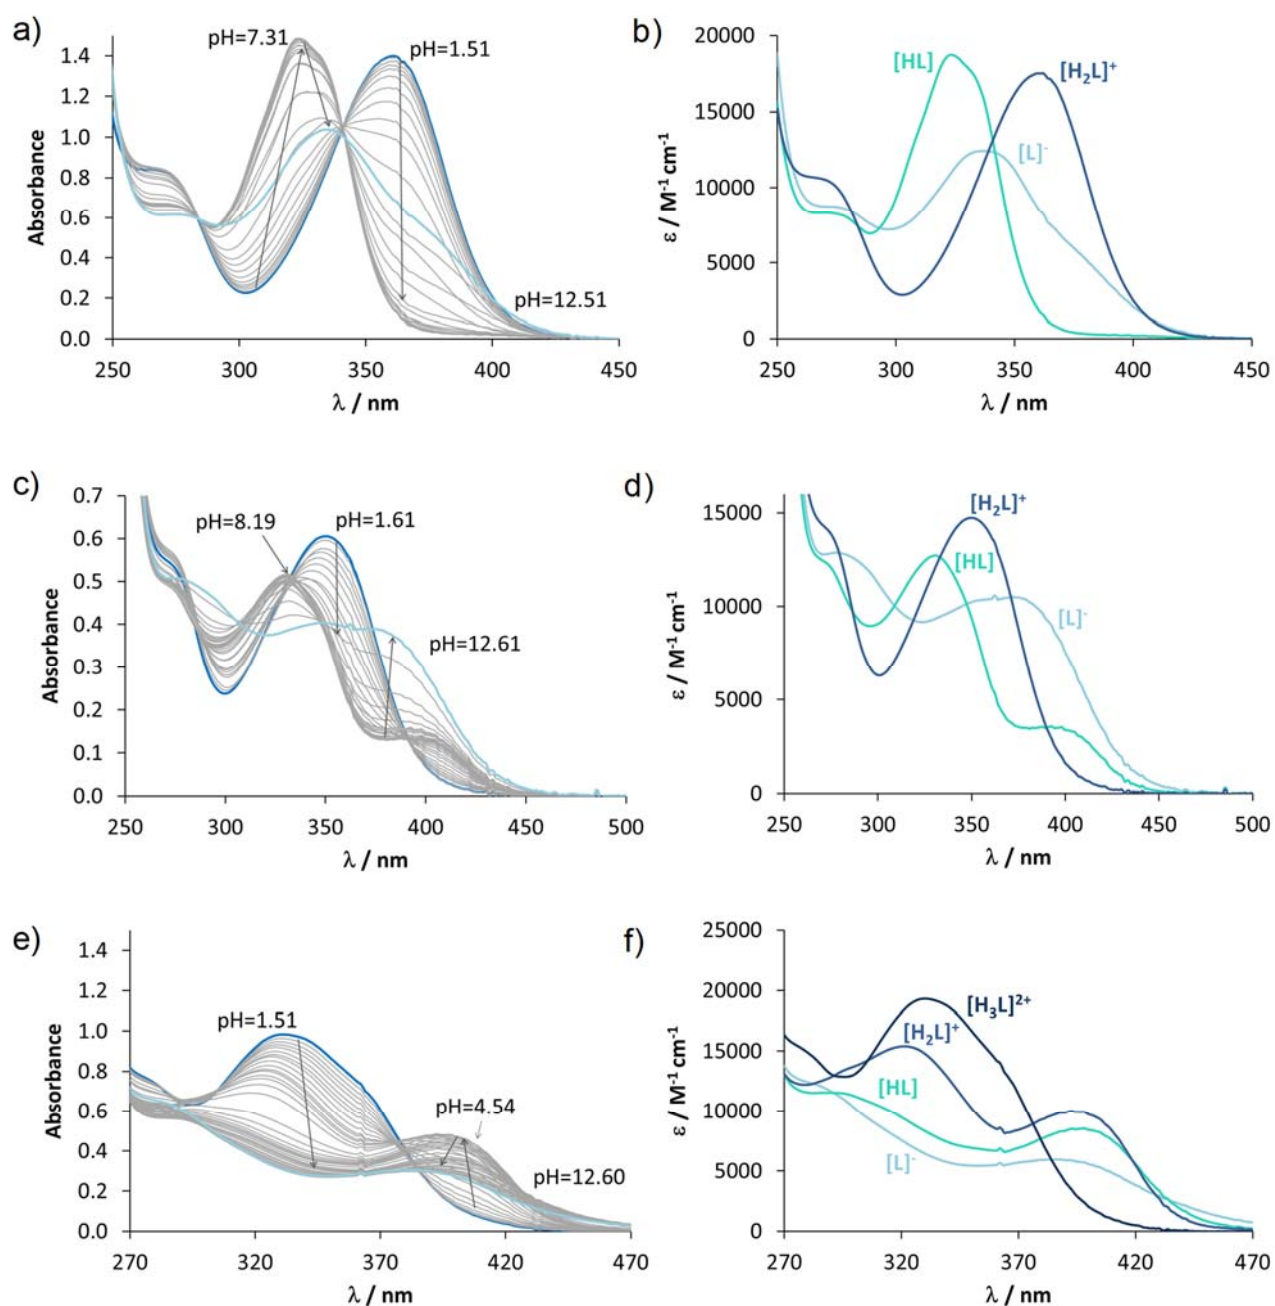 a)
pH=7.31
pH=1.51
pH=12.51
Absorbance
1.4
1.2
1.0
0.8
0.6
0.4
0.2
0.0
250 300 350 400 450
λ / nm
b)
[HL]
[H₂L]⁺
[L]⁻
ε / M⁻¹ cm⁻¹
20000
15000
10000
5000
0
250 300 350 400 450
λ / nm
c)
pH=8.19
pH=1.61
pH=12.61
Absorbance
0.7
0.6
0.5
0.4
0.3
0.2
0.1
0.0
250 300 350 400 450 500
λ / nm
d)
[H₂L]⁺
[HL]
[L]⁻
ε / M⁻¹ cm⁻¹
15000
10000
5000
0
250 300 350 400 450 500
λ / nm
e)
pH=1.51
pH=4.54
pH=12.60
Absorbance
1.4
1.2
1.0
0.8
0.6
0.4
0.2
0.0
270 320 370 420 470
λ / nm
f)
[H₃L]²⁺
[H₂L]⁺
[HL]
[L]⁻
ε / M⁻¹ cm⁻¹
25000
20000
15000
10000
5000
0
270 320 370 420 470
λ / nm